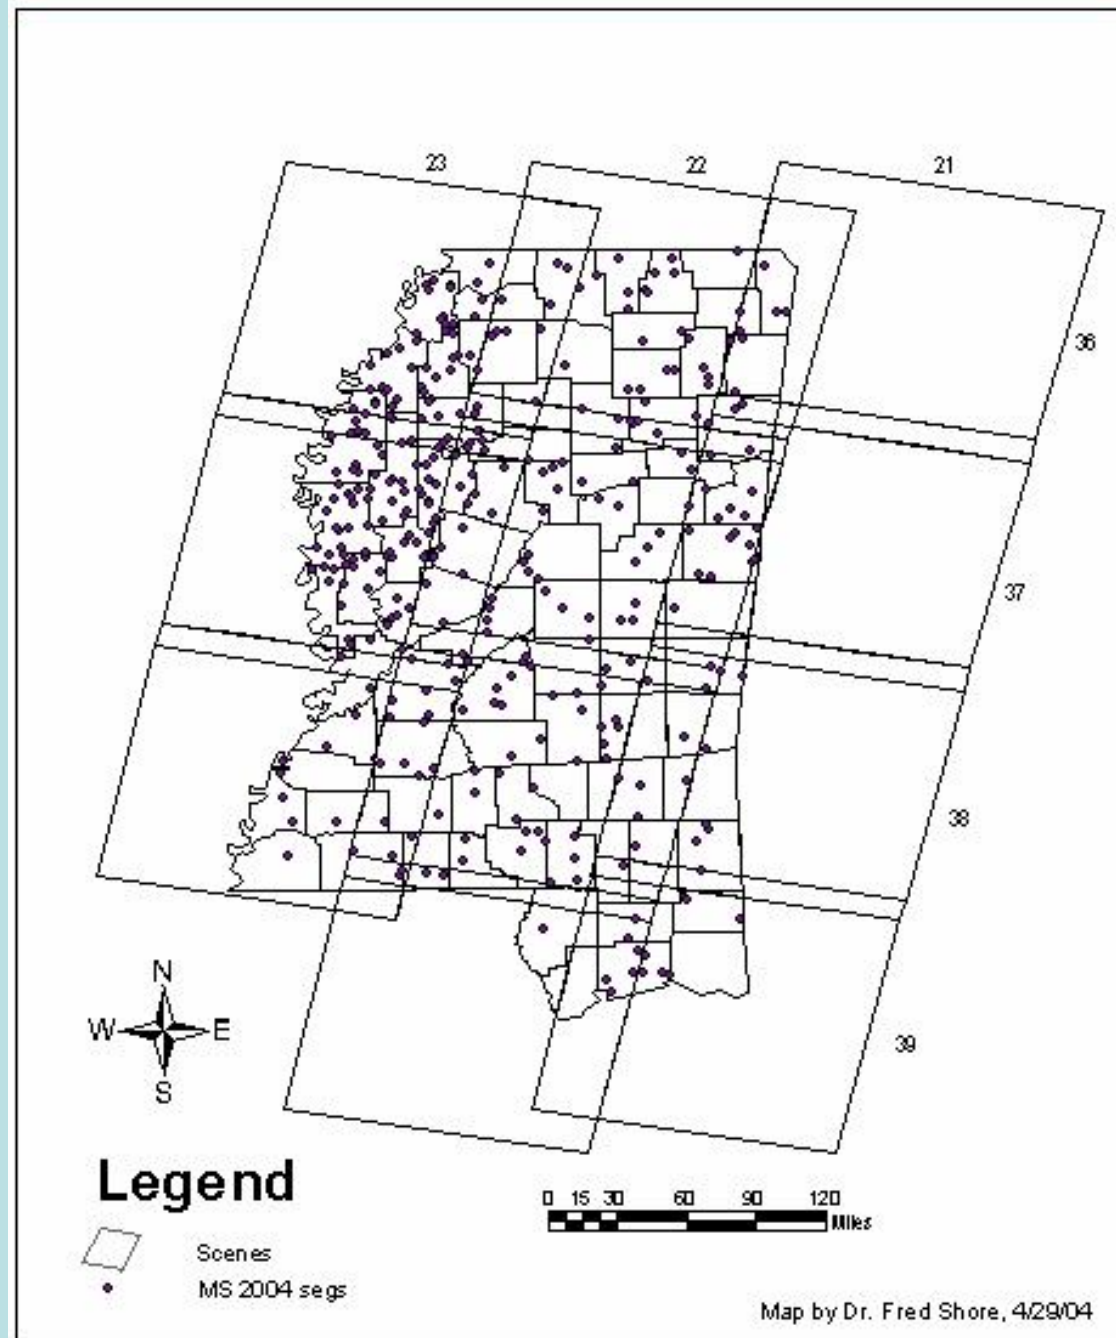 23
22
21
36
37
38
39
N
W E
S
Legend
Scenes
MS 2004 segs
0 15 30 60 90 120
Miles
Map by Dr. Fred Shore, 4/29/04